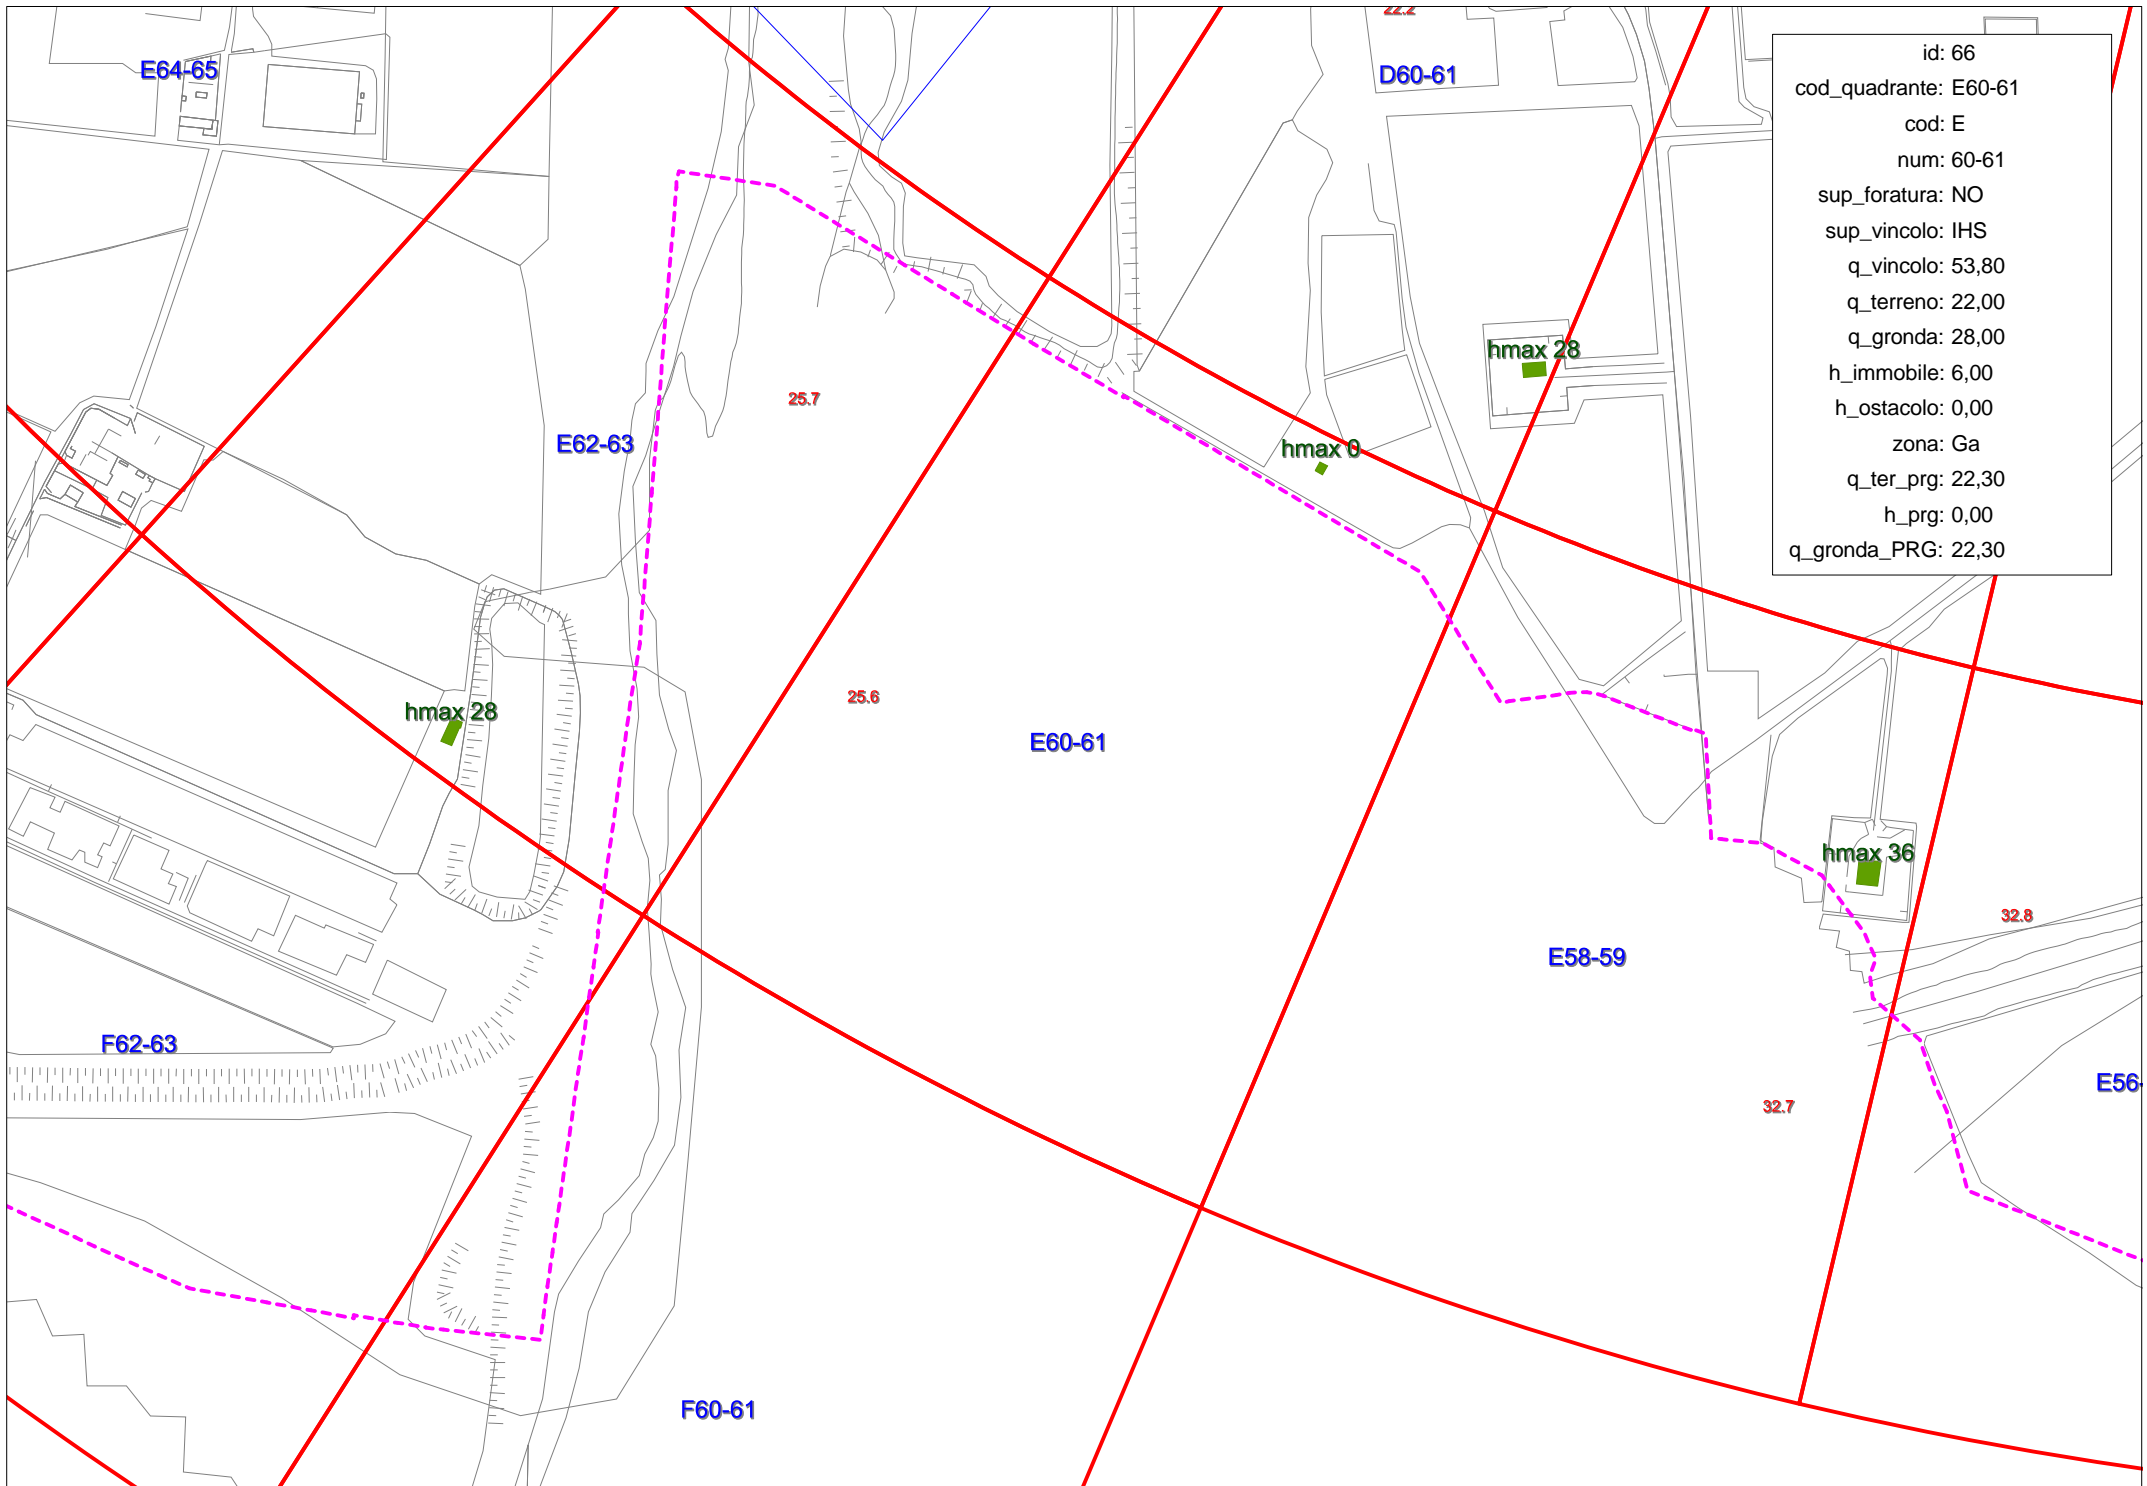 22.2
E64-65
D60-61
id: 66
cod_quadrante: E60-61
cod: E
num: 60-61
sup_foratura: NO
sup_vincolo: IHS
q_vincolo: 53,80
q_terreno: 22,00
q_gronda: 28,00
h_immobile: 6,00
h_ostacolo: 0,00
zona: Ga
q_ter_prg: 22,30
h_prg: 0,00
q_gronda_PRG: 22,30
hmax 28
25.7
E62-63
hmax 0
25.6
hmax 28
E60-61
hmax 36
32.8
E58-59
F62-63
E56-
32.7
F60-61